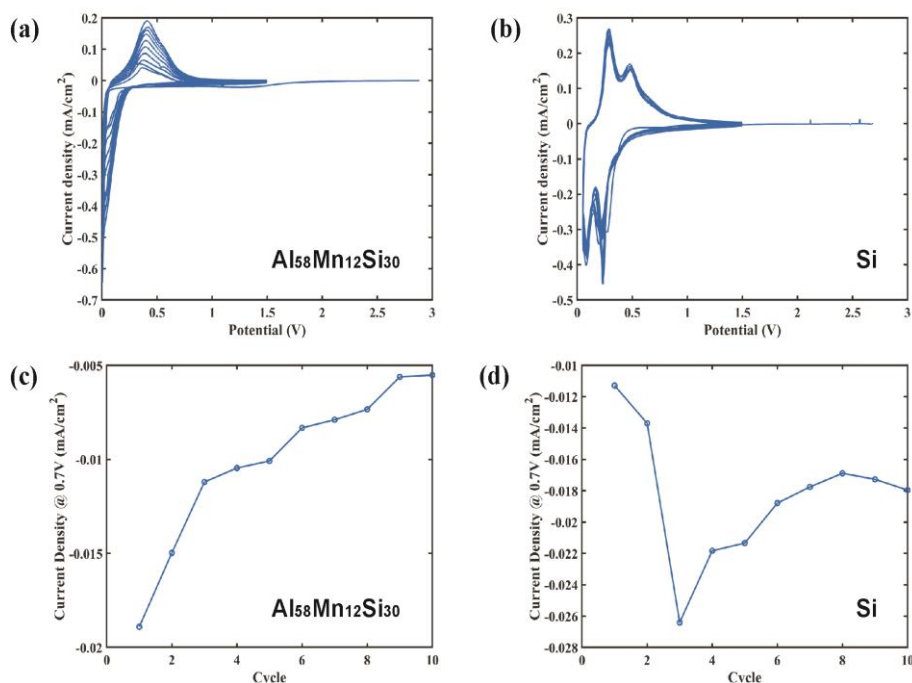 (a)
Current density (mA/cm²)
0.2
0.1
0
-0.1
-0.2
-0.3
-0.4
-0.5
-0.6
-0.7
0 0.5 1 1.5 2 2.5 3
Potential (V)
Al₅₈Mn₁₂Si₃₀
(b)
Current density (mA/cm²)
0.3
0.2
0.1
0
-0.1
-0.2
-0.3
-0.4
-0.5
0 0.5 1 1.5 2 2.5 3
Potential (V)
Si
(c)
Current Density @ 0.7V (mA/cm²)
-0.005
-0.01
-0.015
-0.02
0 2 4 6 8 10
Cycle
Al₅₈Mn₁₂Si₃₀
(d)
Current Density @ 0.7V (mA/cm²)
-0.01
-0.012
-0.014
-0.016
-0.018
-0.02
-0.022
-0.024
-0.026
-0.028
0 2 4 6 8 10
Cycle
Si